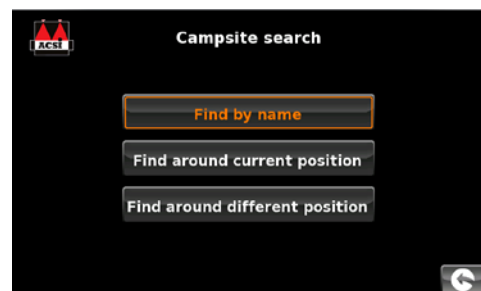 ACSI
Campsite search
Find by name
Find around current position
Find around different position